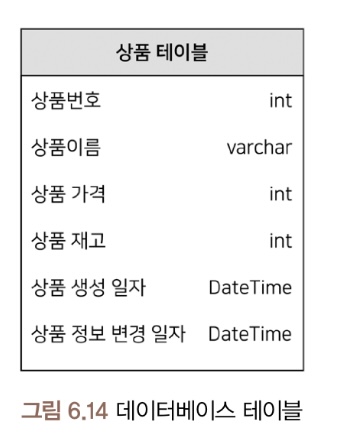 상품 테이블
상품번호 int
상품이름 varchar
상품 가격 int
상품 재고 int
상품 생성 일자 DateTime
상품 정보 변경 일자 DateTime
그림 6.14 데이터베이스 테이블